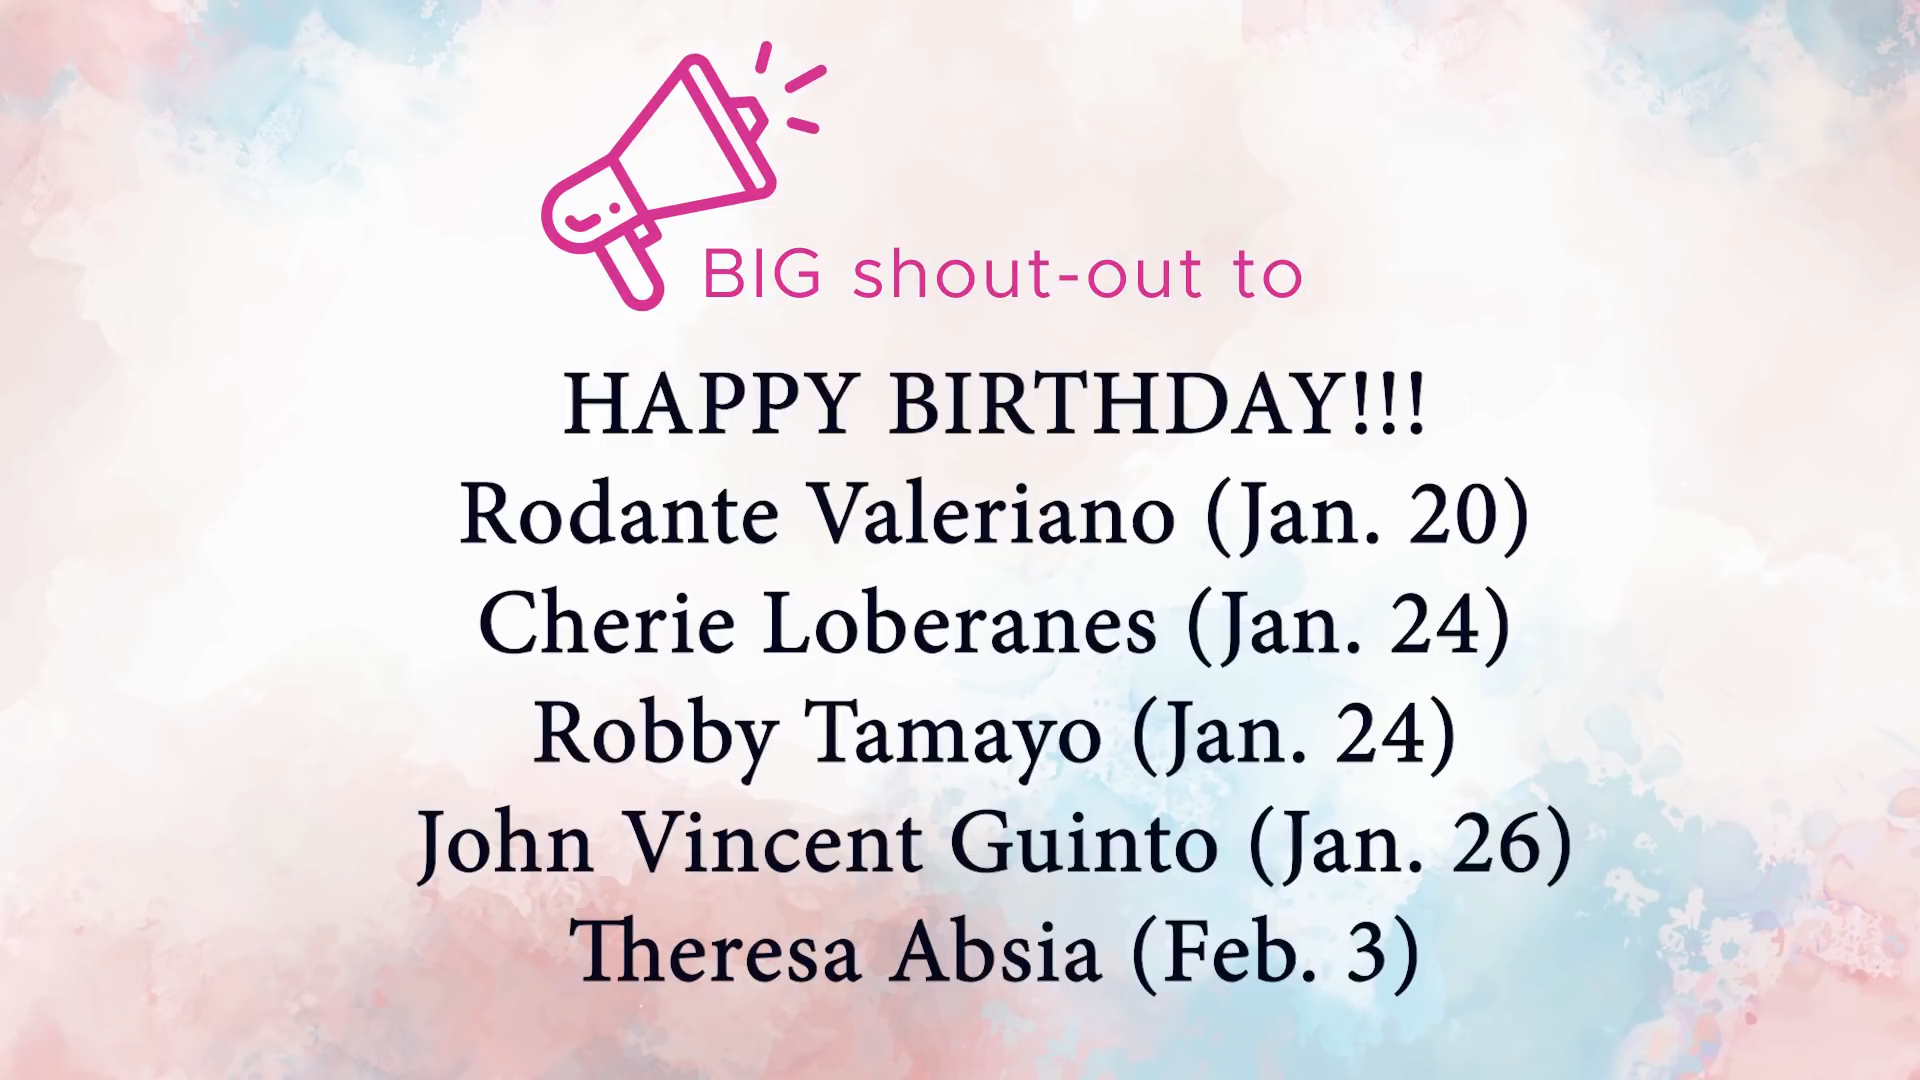 BIG shout-out to
HAPPY BIRTHDAY!!!
Rodante Valeriano (Jan. 20)
Cherie Loberanes (Jan. 24)
Robby Tamayo (Jan. 24)
John Vincent Guinto (Jan. 26)
Theresa Absia (Feb. 3)